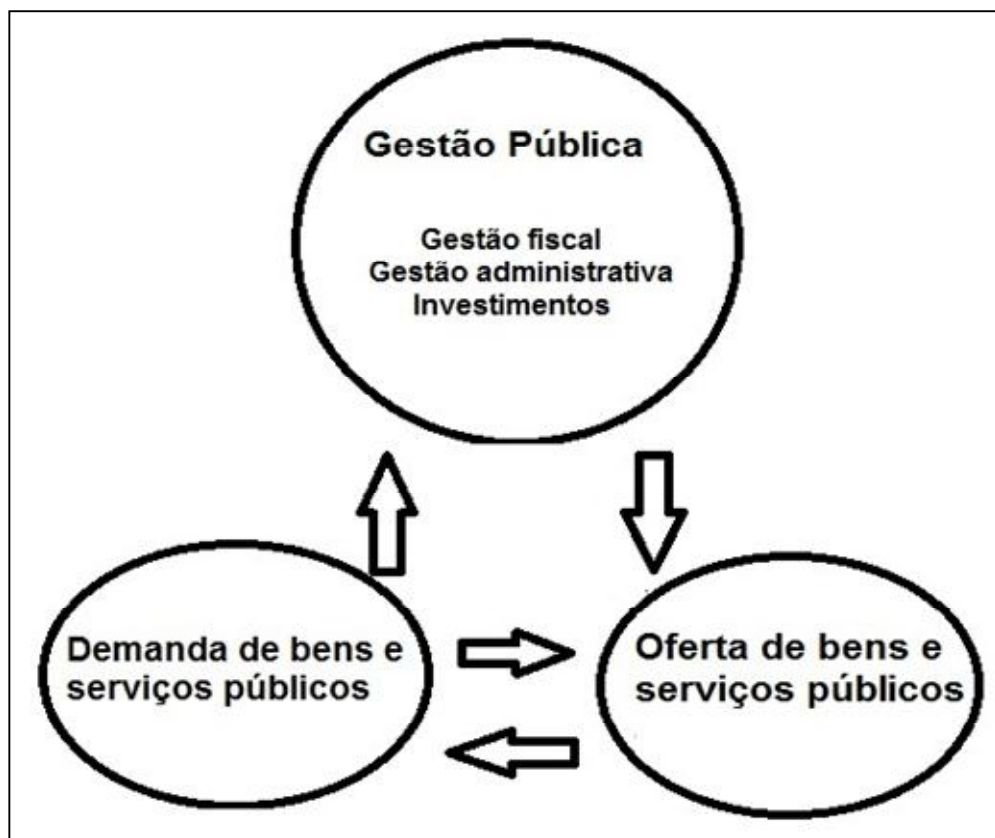 Gestão Pública
Gestão fiscal
Gestão administrativa
Investimentos
Demanda de bens e
serviços públicos
Oferta de bens e
serviços públicos